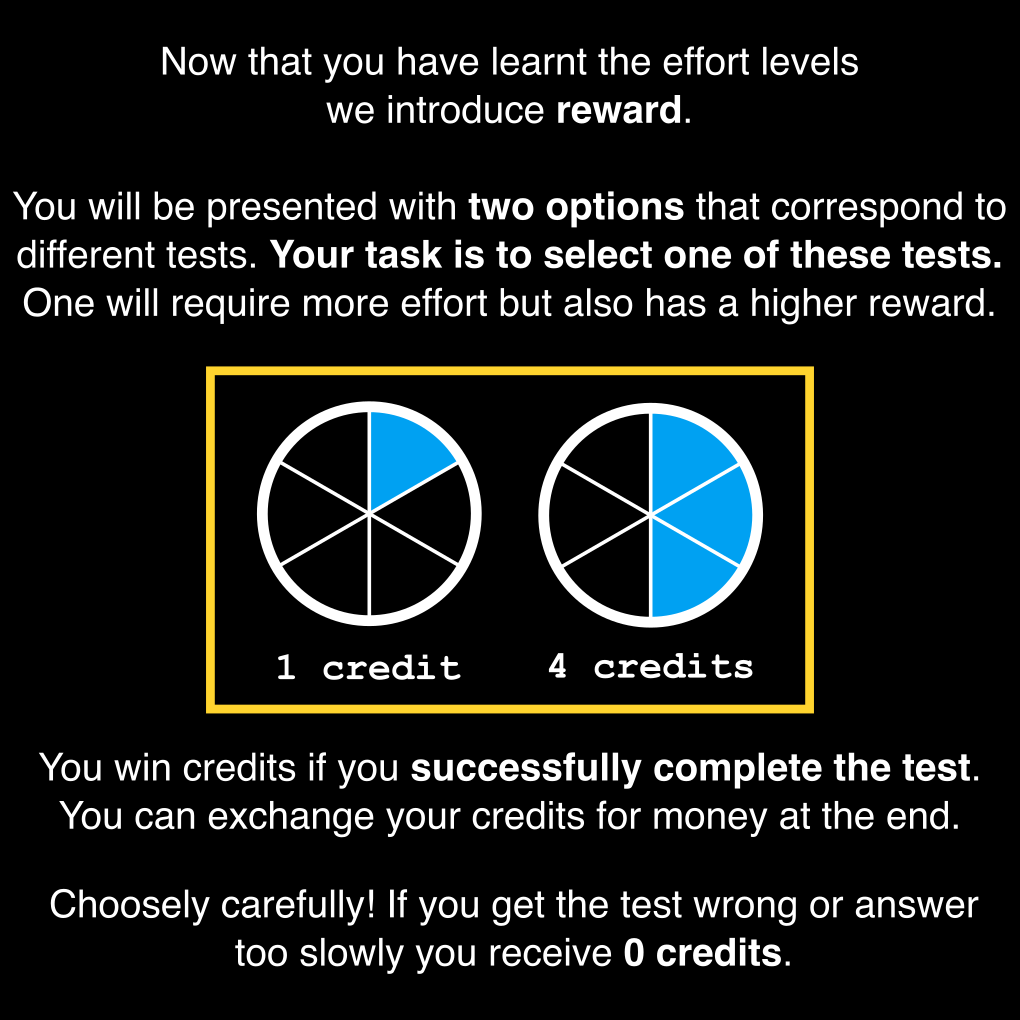 Now that you have learnt the effort levels
we introduce reward.
You will be presented with two options that correspond to
different tests. Your task is to select one of these tests.
One will require more effort but also has a higher reward.
1 credit
4 credits
You win credits if you successfully complete the test.
You can exchange your credits for money at the end.
Choosely carefully! If you get the test wrong or answer
too slowly you receive 0 credits.